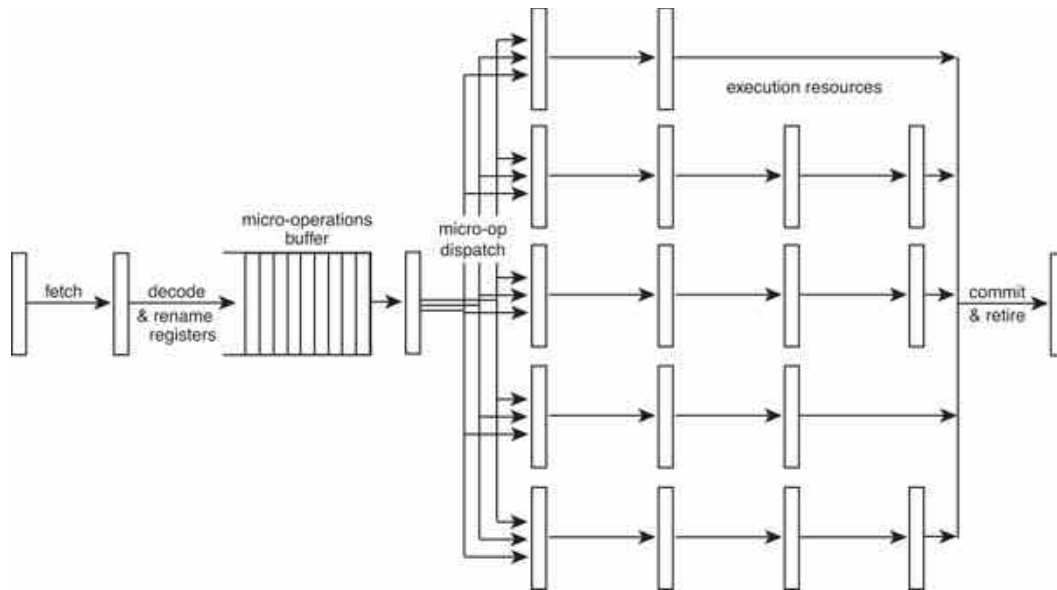 execution resources
micro-operations
buffer
micro-op
dispatch
fetch
decode
& rename
registers
commit
& retire